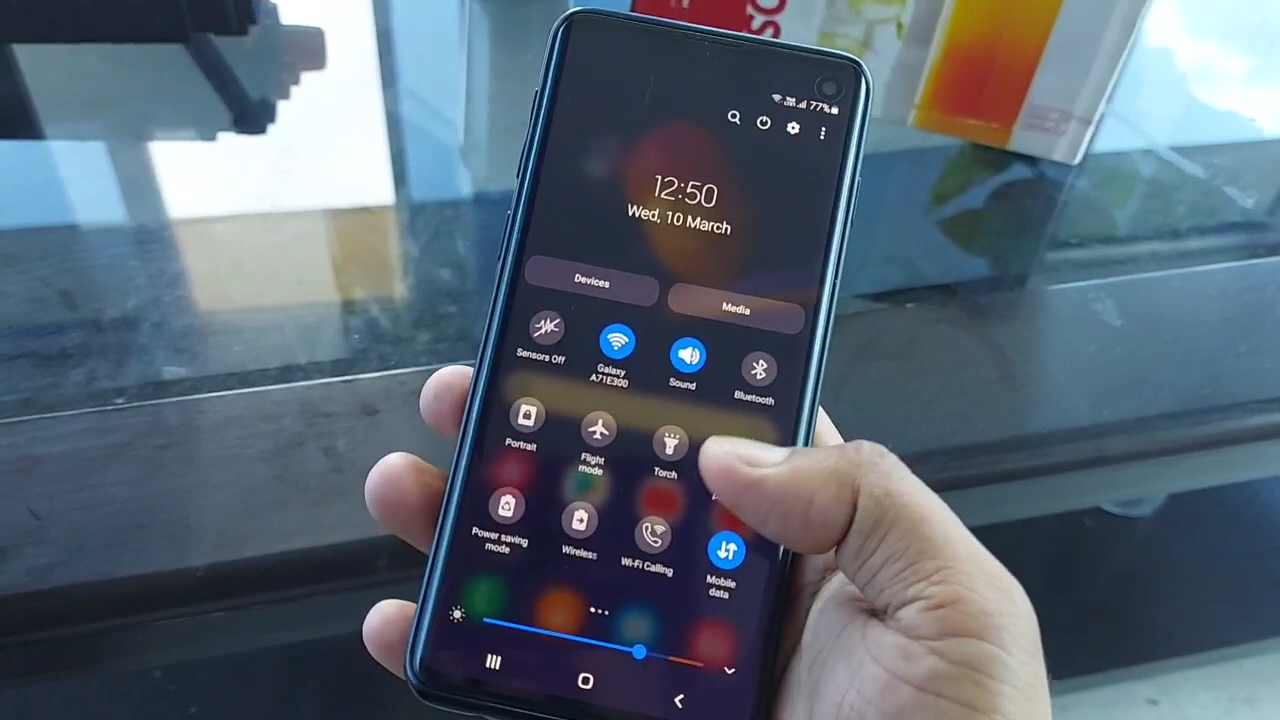 77%
12:50
Wed, 10 March
Devices
Media
Sensors Off
Galaxy
A71E300
Sound
Bluetooth
Portrait
Flight
mode
Torch
Power saving
mode
Wireless
Wi-Fi Calling
Mobile
data